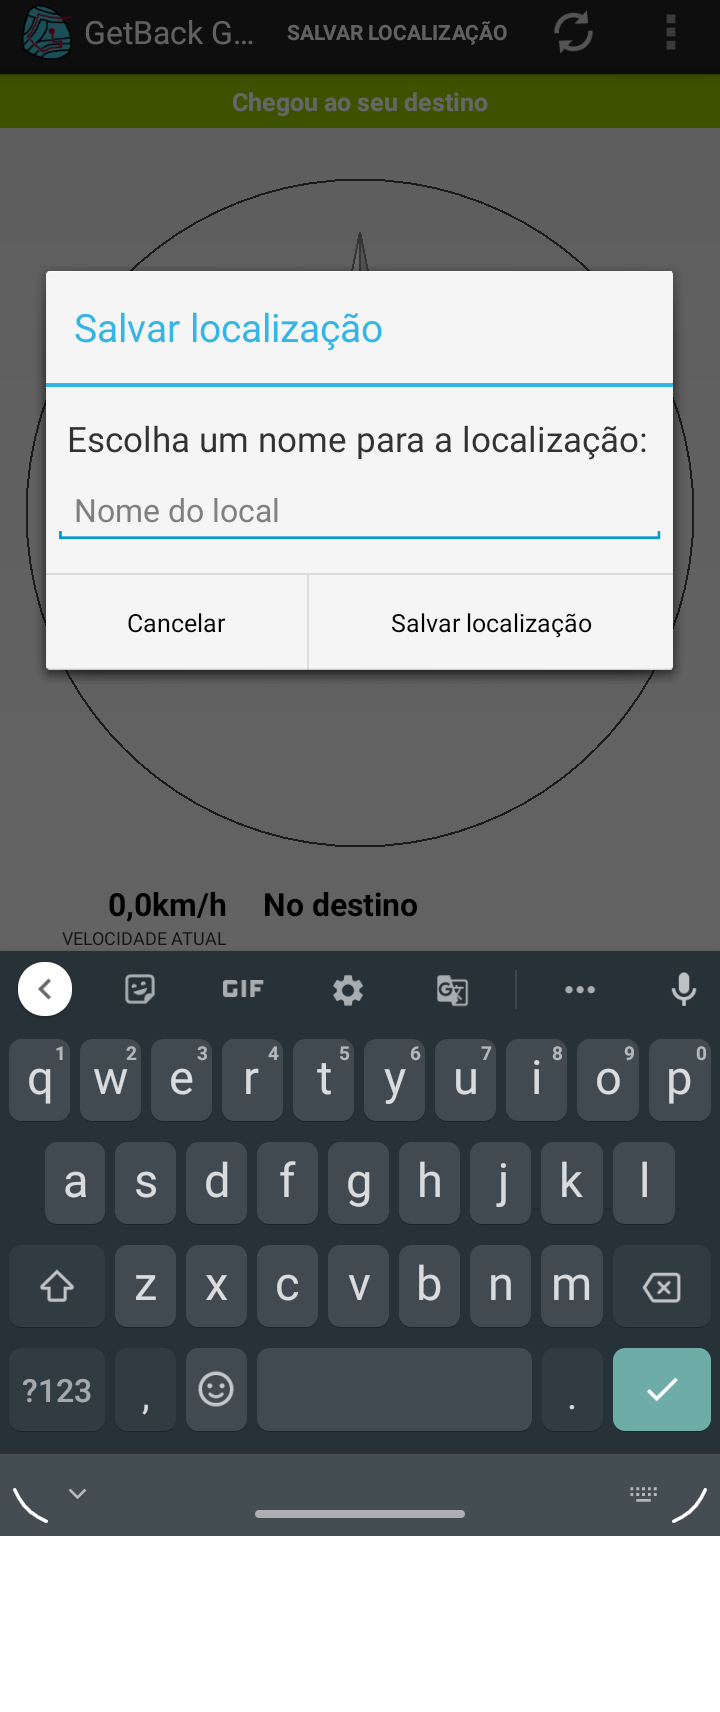 GetBack G... SALVAR LOCALIZAÇÃO
Chegou ao seu destino
Salvar localização
Escolha um nome para a localização:
Nome do local
Cancelar Salvar localização
0,0km/h No destino
VELOCIDADE ATUAL
GIF G
q1 w2 e3 r4 t5 y6 u7 i8 o9 p0
a s d f g h j k l
z x c v b n m
?123 , .